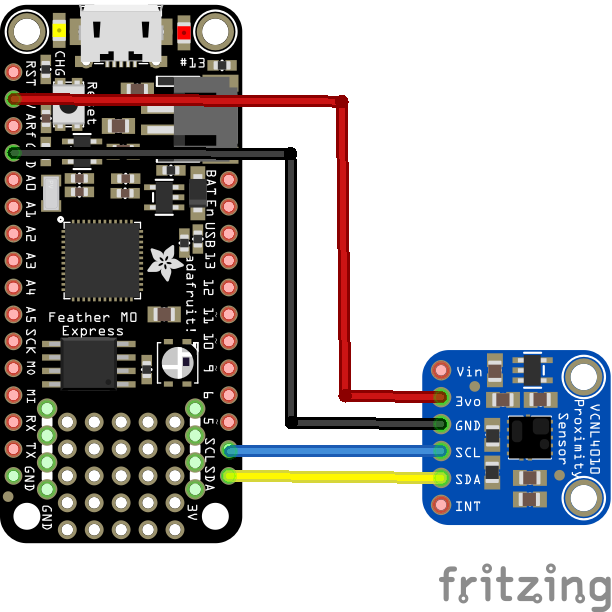 CHG
#13
RST
Reset
ARf
D
A0
A1
A2
A3
A4
A5
SCK
MO
MI
RX
TX
GND
BAT
En
USB
13
12
11
10
9
6
5
SCL
SDA
adafruit!
Feather M0
Express
GND
3V
Vin
3vo
GND
SCL
SDA
INT
VCNL4010
Proximity
Sensor
fritzing